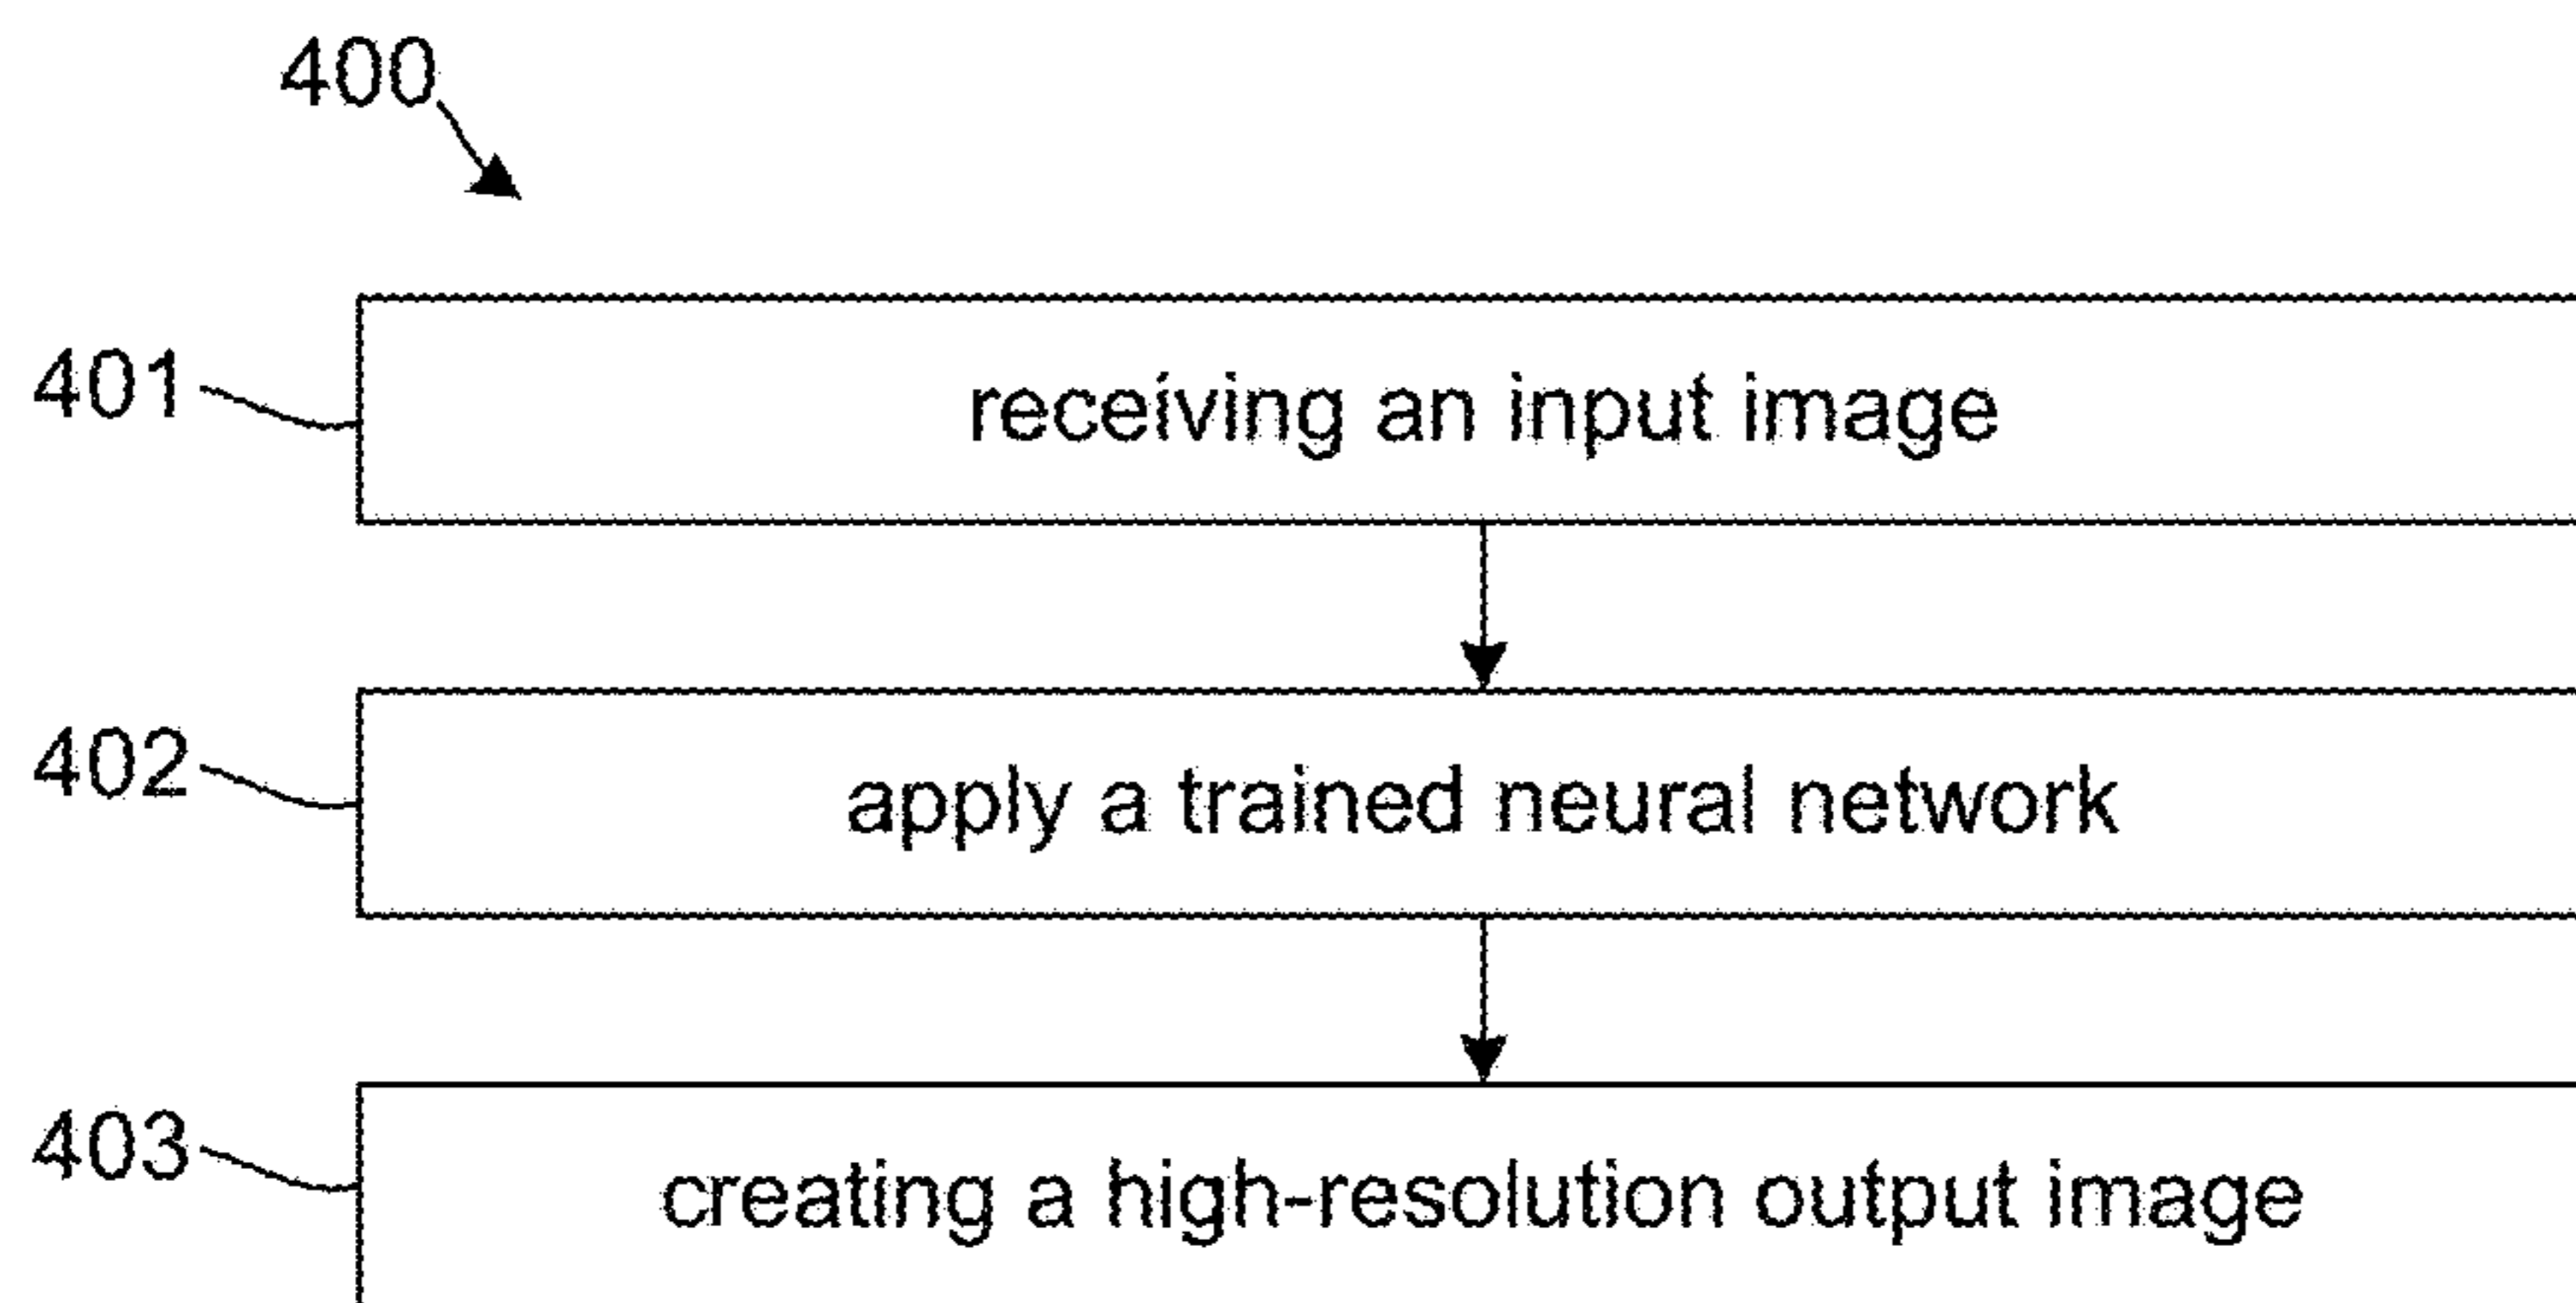 400
401
receiving an input image
402
apply a trained neural network
403
creating a high-resolution output image